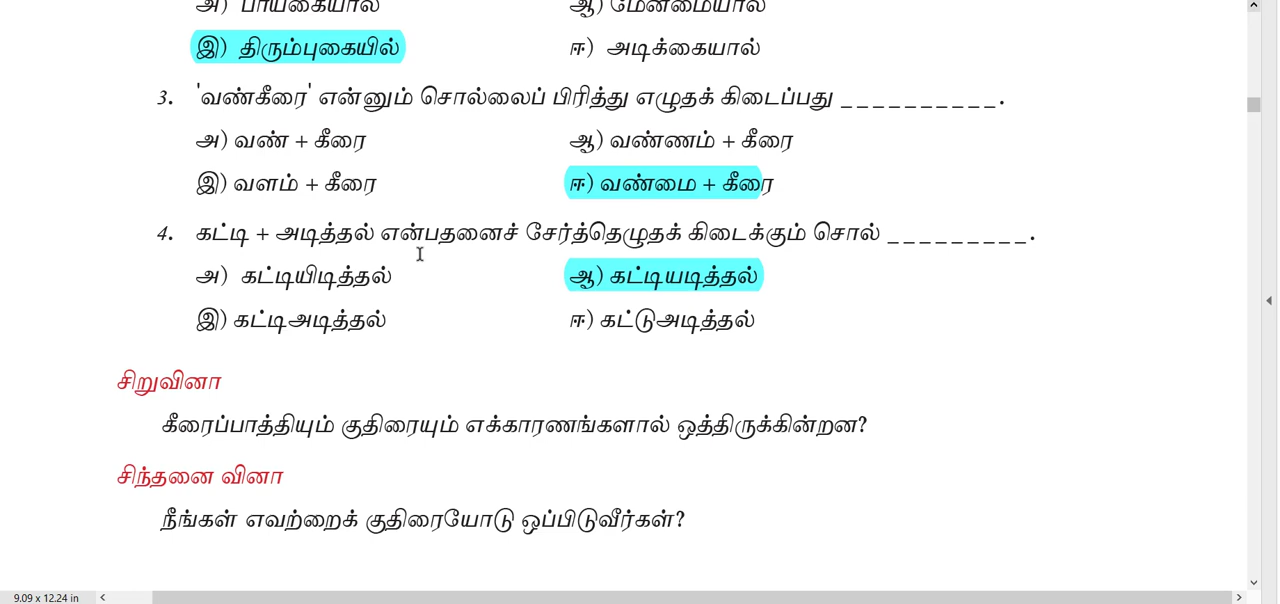 அ) பாய்கையால் ஆ) மேன்மையால்
இ) திரும்புகையில் ஈ) அடிக்கையால்
3. 'வண்கீரை' என்னும் சொல்லைப் பிரித்து எழுதக் கிடைப்பது __________.
அ) வண் + கீரை ஆ) வண்ணம் + கீரை
இ) வளம் + கீரை ஈ) வண்மை + கீரை
4. கட்டி + அடித்தல் என்பதனைச் சேர்த்தெழுதக் கிடைக்கும் சொல் _________.
அ) கட்டியிடித்தல் ஆ) கட்டியடித்தல்
இ) கட்டிஅடித்தல் ஈ) கட்டுஅடித்தல்
சிறுவினா
கீரைப்பாத்தியும் குதிரையும் எக்காரணங்களால் ஒத்திருக்கின்றன?
சிந்தனை வினா
நீங்கள் எவற்றைக் குதிரையோடு ஒப்பிடுவீர்கள்?
9.09 x 12.24 in